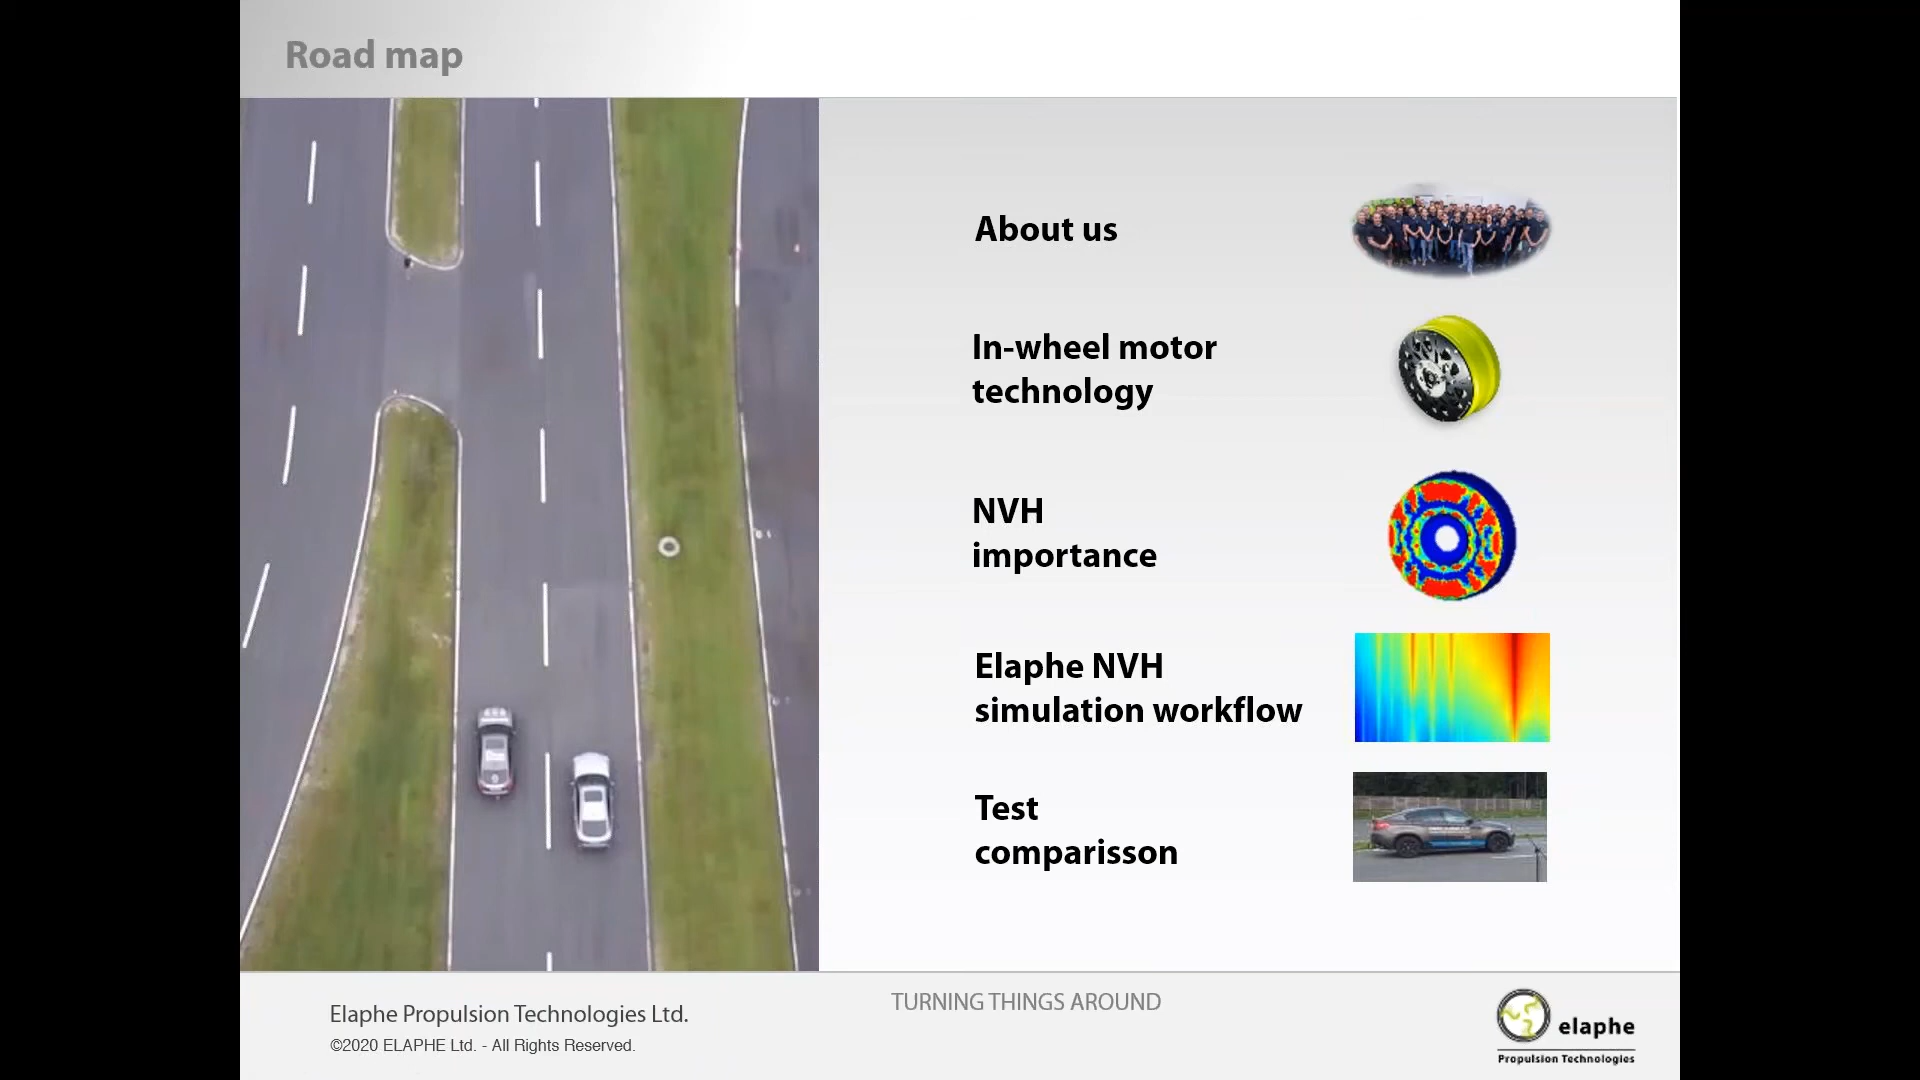 Road map
About us
In-wheel motor
technology
NVH
importance
Elaphe NVH
simulation workflow
Test
comparisson
Elaphe Propulsion Technologies Ltd.
©2020 ELAPHE Ltd. - All Rights Reserved.
TURNING THINGS AROUND
elaphe
Propulsion Technologies